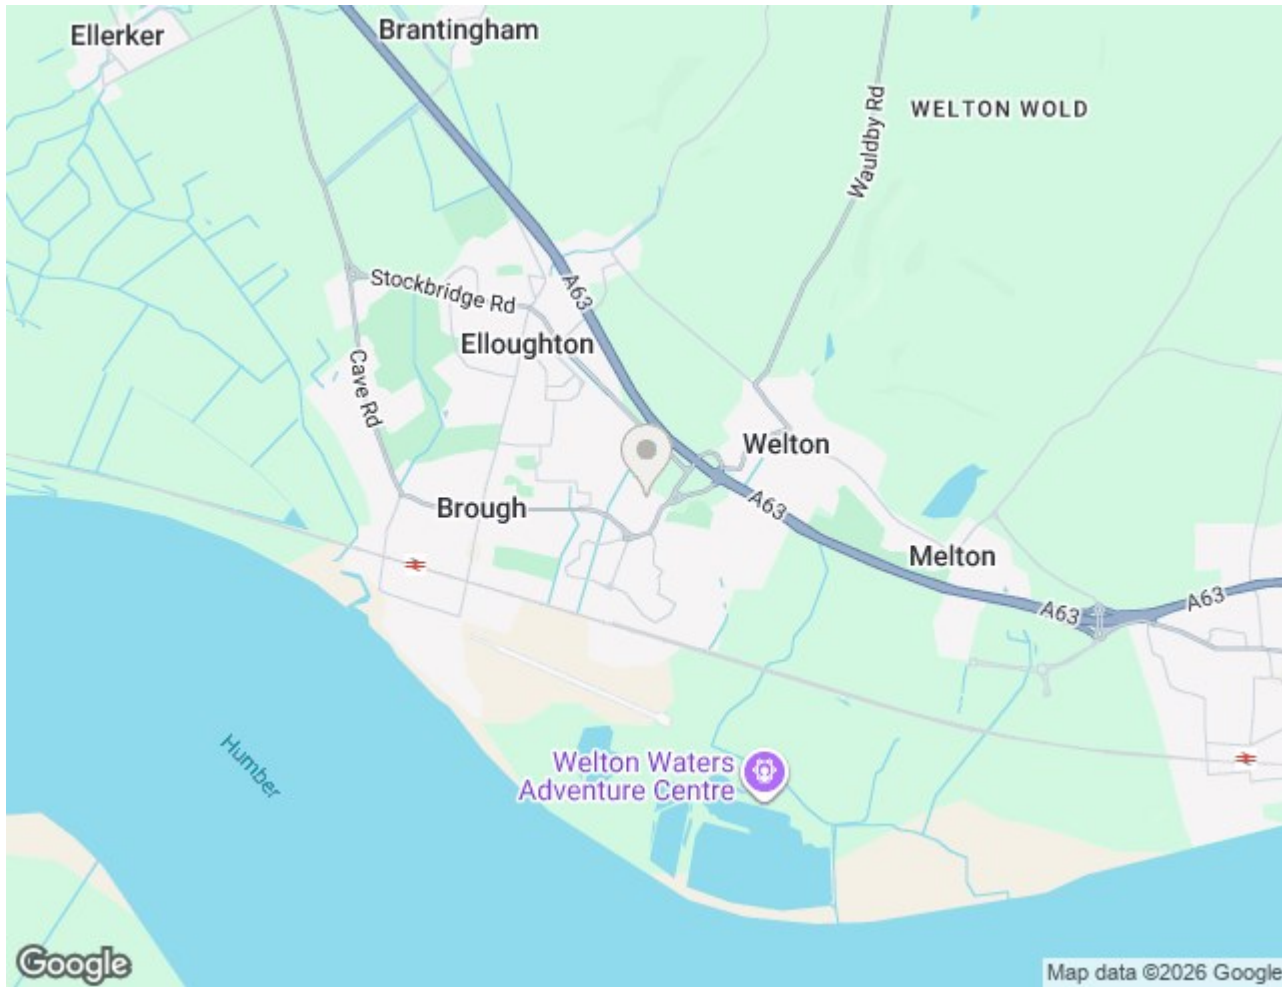 Ellerker
Brantingham
WELTON WOLD
Wauldby Rd
Stockbridge Rd
A63
Elloughton
Cave Rd
Welton
Brough
A63
Melton
A63
A63
Humber
Welton Waters
Adventure Centre
Google
Map data ©2026 Google